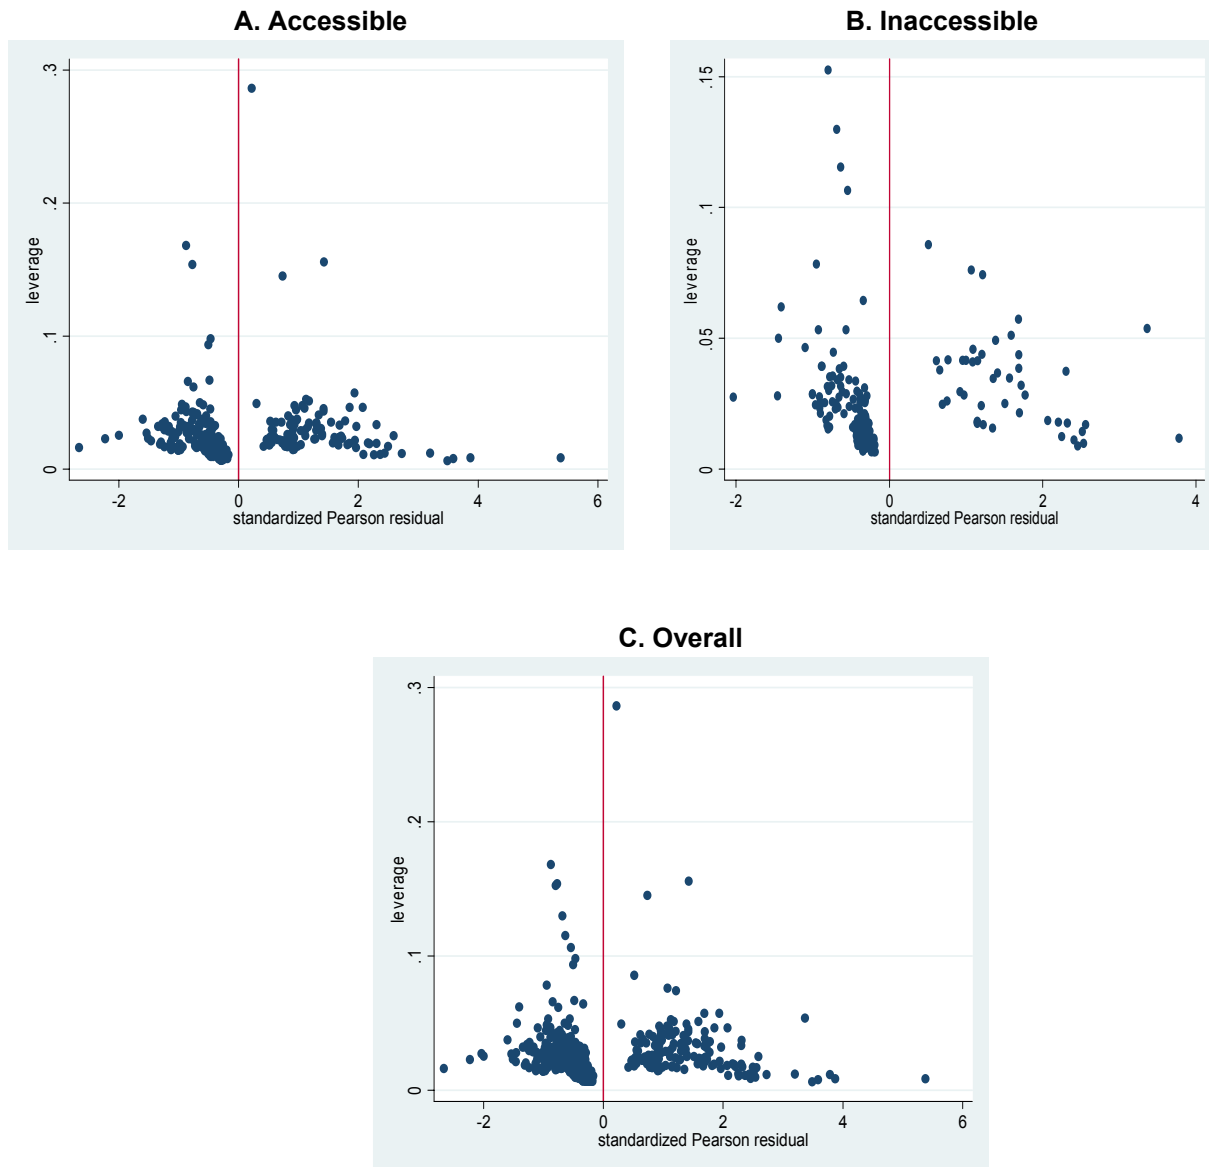 A. Accessible
.3
.2
.1
0
leverage
-2 0 2 4 6
standardized Pearson residual
B. Inaccessible
.15
.1
.05
0
leverage
-2 0 2 4
standardized Pearson residual
C. Overall
.3
.2
.1
0
leverage
-2 0 2 4 6
standardized Pearson residual